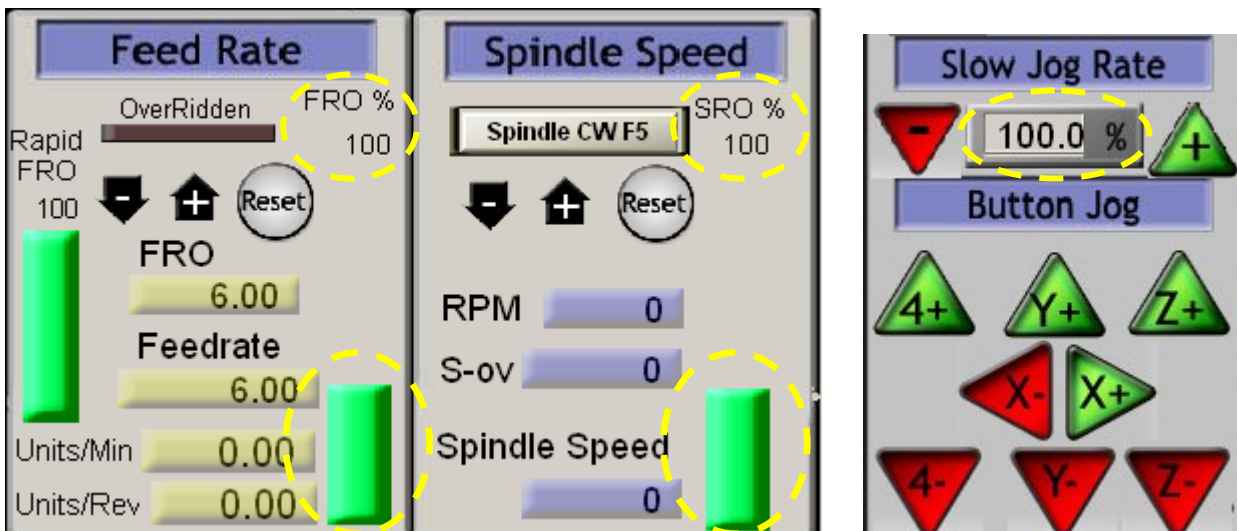 Feed Rate
OverRidden
FRO %
100
Rapid
FRO
100
- + Reset
FRO
6.00
Feedrate
6.00
Units/Min 0.00
Units/Rev 0.00
Spindle Speed
Spindle CW F5
SRO %
100
- + Reset
RPM 0
S-ov 0
Spindle Speed
0
Slow Jog Rate
- 100.0 % +
Button Jog
4+ Y+ Z+
X- X+
4- Y- Z-